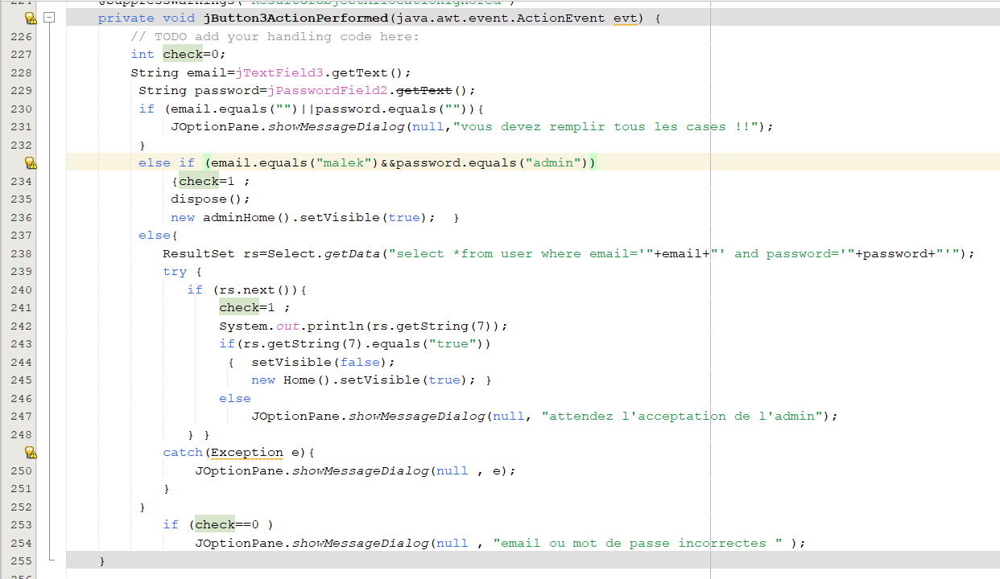 @SuppressWarnings("ResultOfObjectAllocationIgnored")
private void jButton3ActionPerformed(java.awt.event.ActionEvent evt) {
226 // TODO add your handling code here:
227 int check=0;
228 String email=jTextField3.getText();
229 String password=jPasswordField2.getText();
230 if (email.equals("")||password.equals("")){
231 JOptionPane.showMessageDialog(null,"vous devez remplir tous les cases !!");
232 }
else if (email.equals("malek")&&password.equals("admin"))
234 {check=1 ;
235 dispose();
236 new adminHome().setVisible(true);  }
237 else{
238 ResultSet rs=Select.getData("select *from user where email='"+email+"' and password='"+password+"'");
239 try {
240 if (rs.next()){
241 check=1 ;
242 System.out.println(rs.getString(7));
243 if(rs.getString(7).equals("true"))
244 {  setVisible(false);
245 new Home().setVisible(true); }
246 else
247 JOptionPane.showMessageDialog(null, "attendez l'acceptation de l'admin");
248 } }
catch(Exception e){
250 JOptionPane.showMessageDialog(null , e);
251 }
252 }
253 if (check==0 )
254 JOptionPane.showMessageDialog(null , "email ou mot de passe incorrectes " );
255 }
256